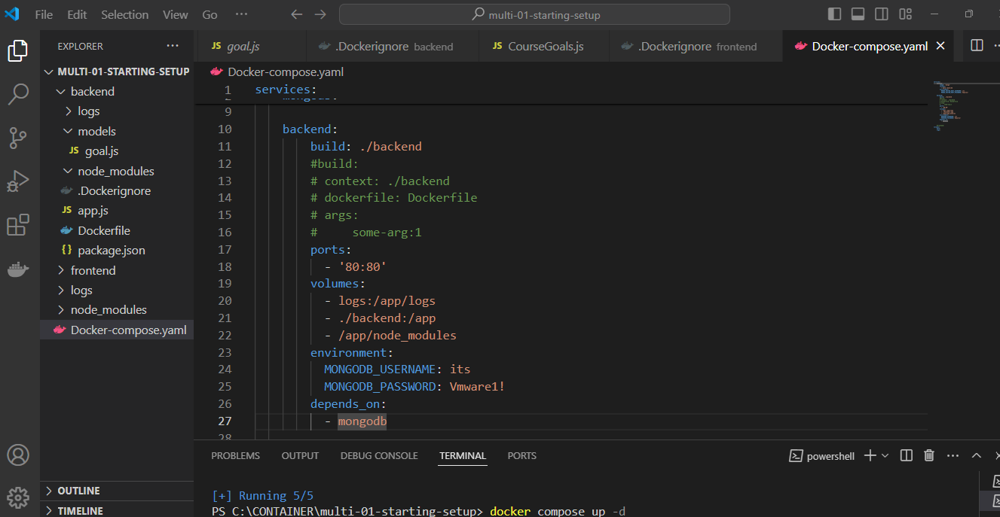 File Edit Selection View Go ···
multi-01-starting-setup
EXPLORER ···
MULTI-01-STARTING-SETUP
backend
logs
models
JS goal.js
node_modules
.Dockerignore
JS app.js
Dockerfile
{} package.json
frontend
logs
node_modules
Docker-compose.yaml
OUTLINE
TIMELINE
JS goal.js
.Dockerignore backend
JS CourseGoals.js
.Dockerignore frontend
Docker-compose.yaml
Docker-compose.yaml
1 services:
9
10 backend:
11 build: ./backend
12 #build:
13 # context: ./backend
14 # dockerfile: Dockerfile
15 # args:
16 # some-arg:1
17 ports:
18 - '80:80'
19 volumes:
20 - logs:/app/logs
21 - ./backend:/app
22 - /app/node_modules
23 environment:
24 MONGODB_USERNAME: its
25 MONGODB_PASSWORD: Vmware1!
26 depends_on:
27 - mongodb
28
PROBLEMS OUTPUT DEBUG CONSOLE TERMINAL PORTS
powershell
[+] Running 5/5
PS C:\CONTAINER\multi-01-starting-setup> docker compose up -d